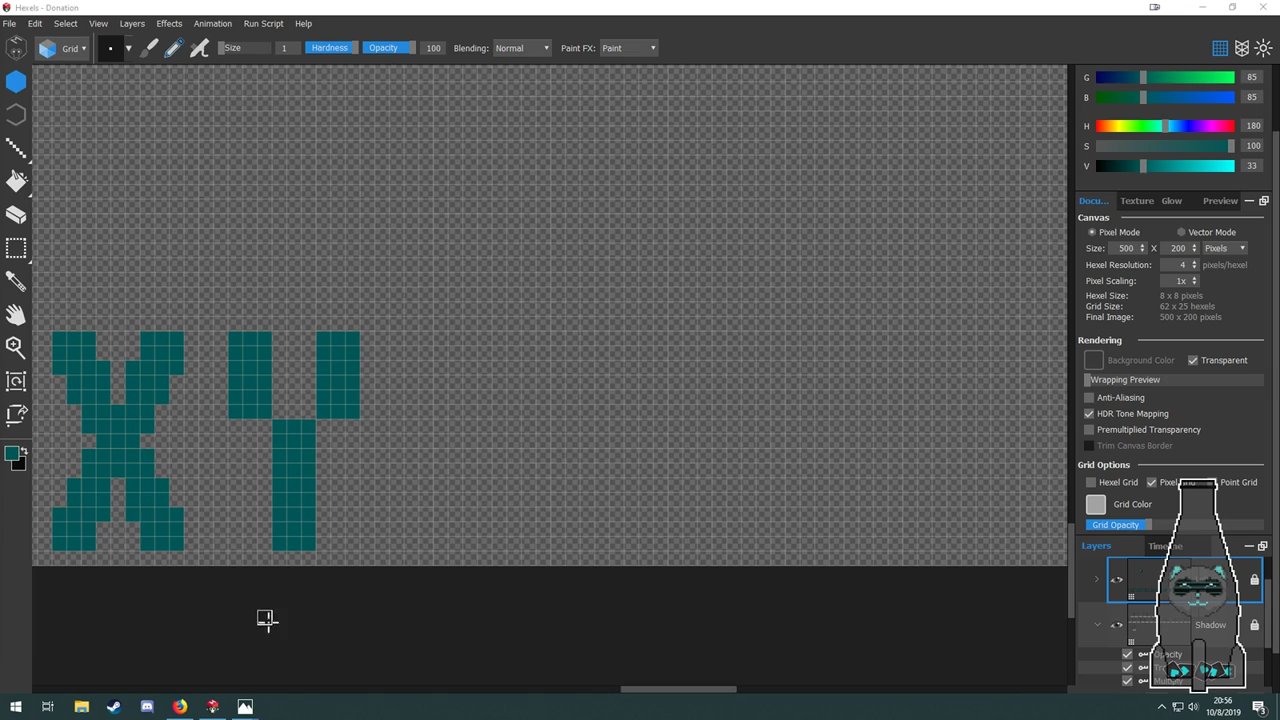 Hexels - Donation
File Edit Select View Layers Effects Animation Run Script Help
Grid Size 1 Hardness Opacity 100 Blending: Normal Paint FX: Paint
G 85
B 85
H 180
S 100
V 33
Docu... Texture Glow Preview
Canvas
Pixel Mode Vector Mode
Size: 500 X 200 Pixels
Hexel Resolution: 4 pixels/hexel
Pixel Scaling: 1x
Hexel Size: 8 x 8 pixels
Grid Size: 62 x 25 hexels
Final Image: 500 x 200 pixels
Rendering
Background Color Transparent
Wrapping Preview
Anti-Aliasing
HDR Tone Mapping
Premultiplied Transparency
Trim Canvas Border
Grid Options
Hexel Grid Pixel Point Grid
Grid Color
Grid Opacity
Layers
Shadow
Opacity
XY
20:56
10/8/2019
3